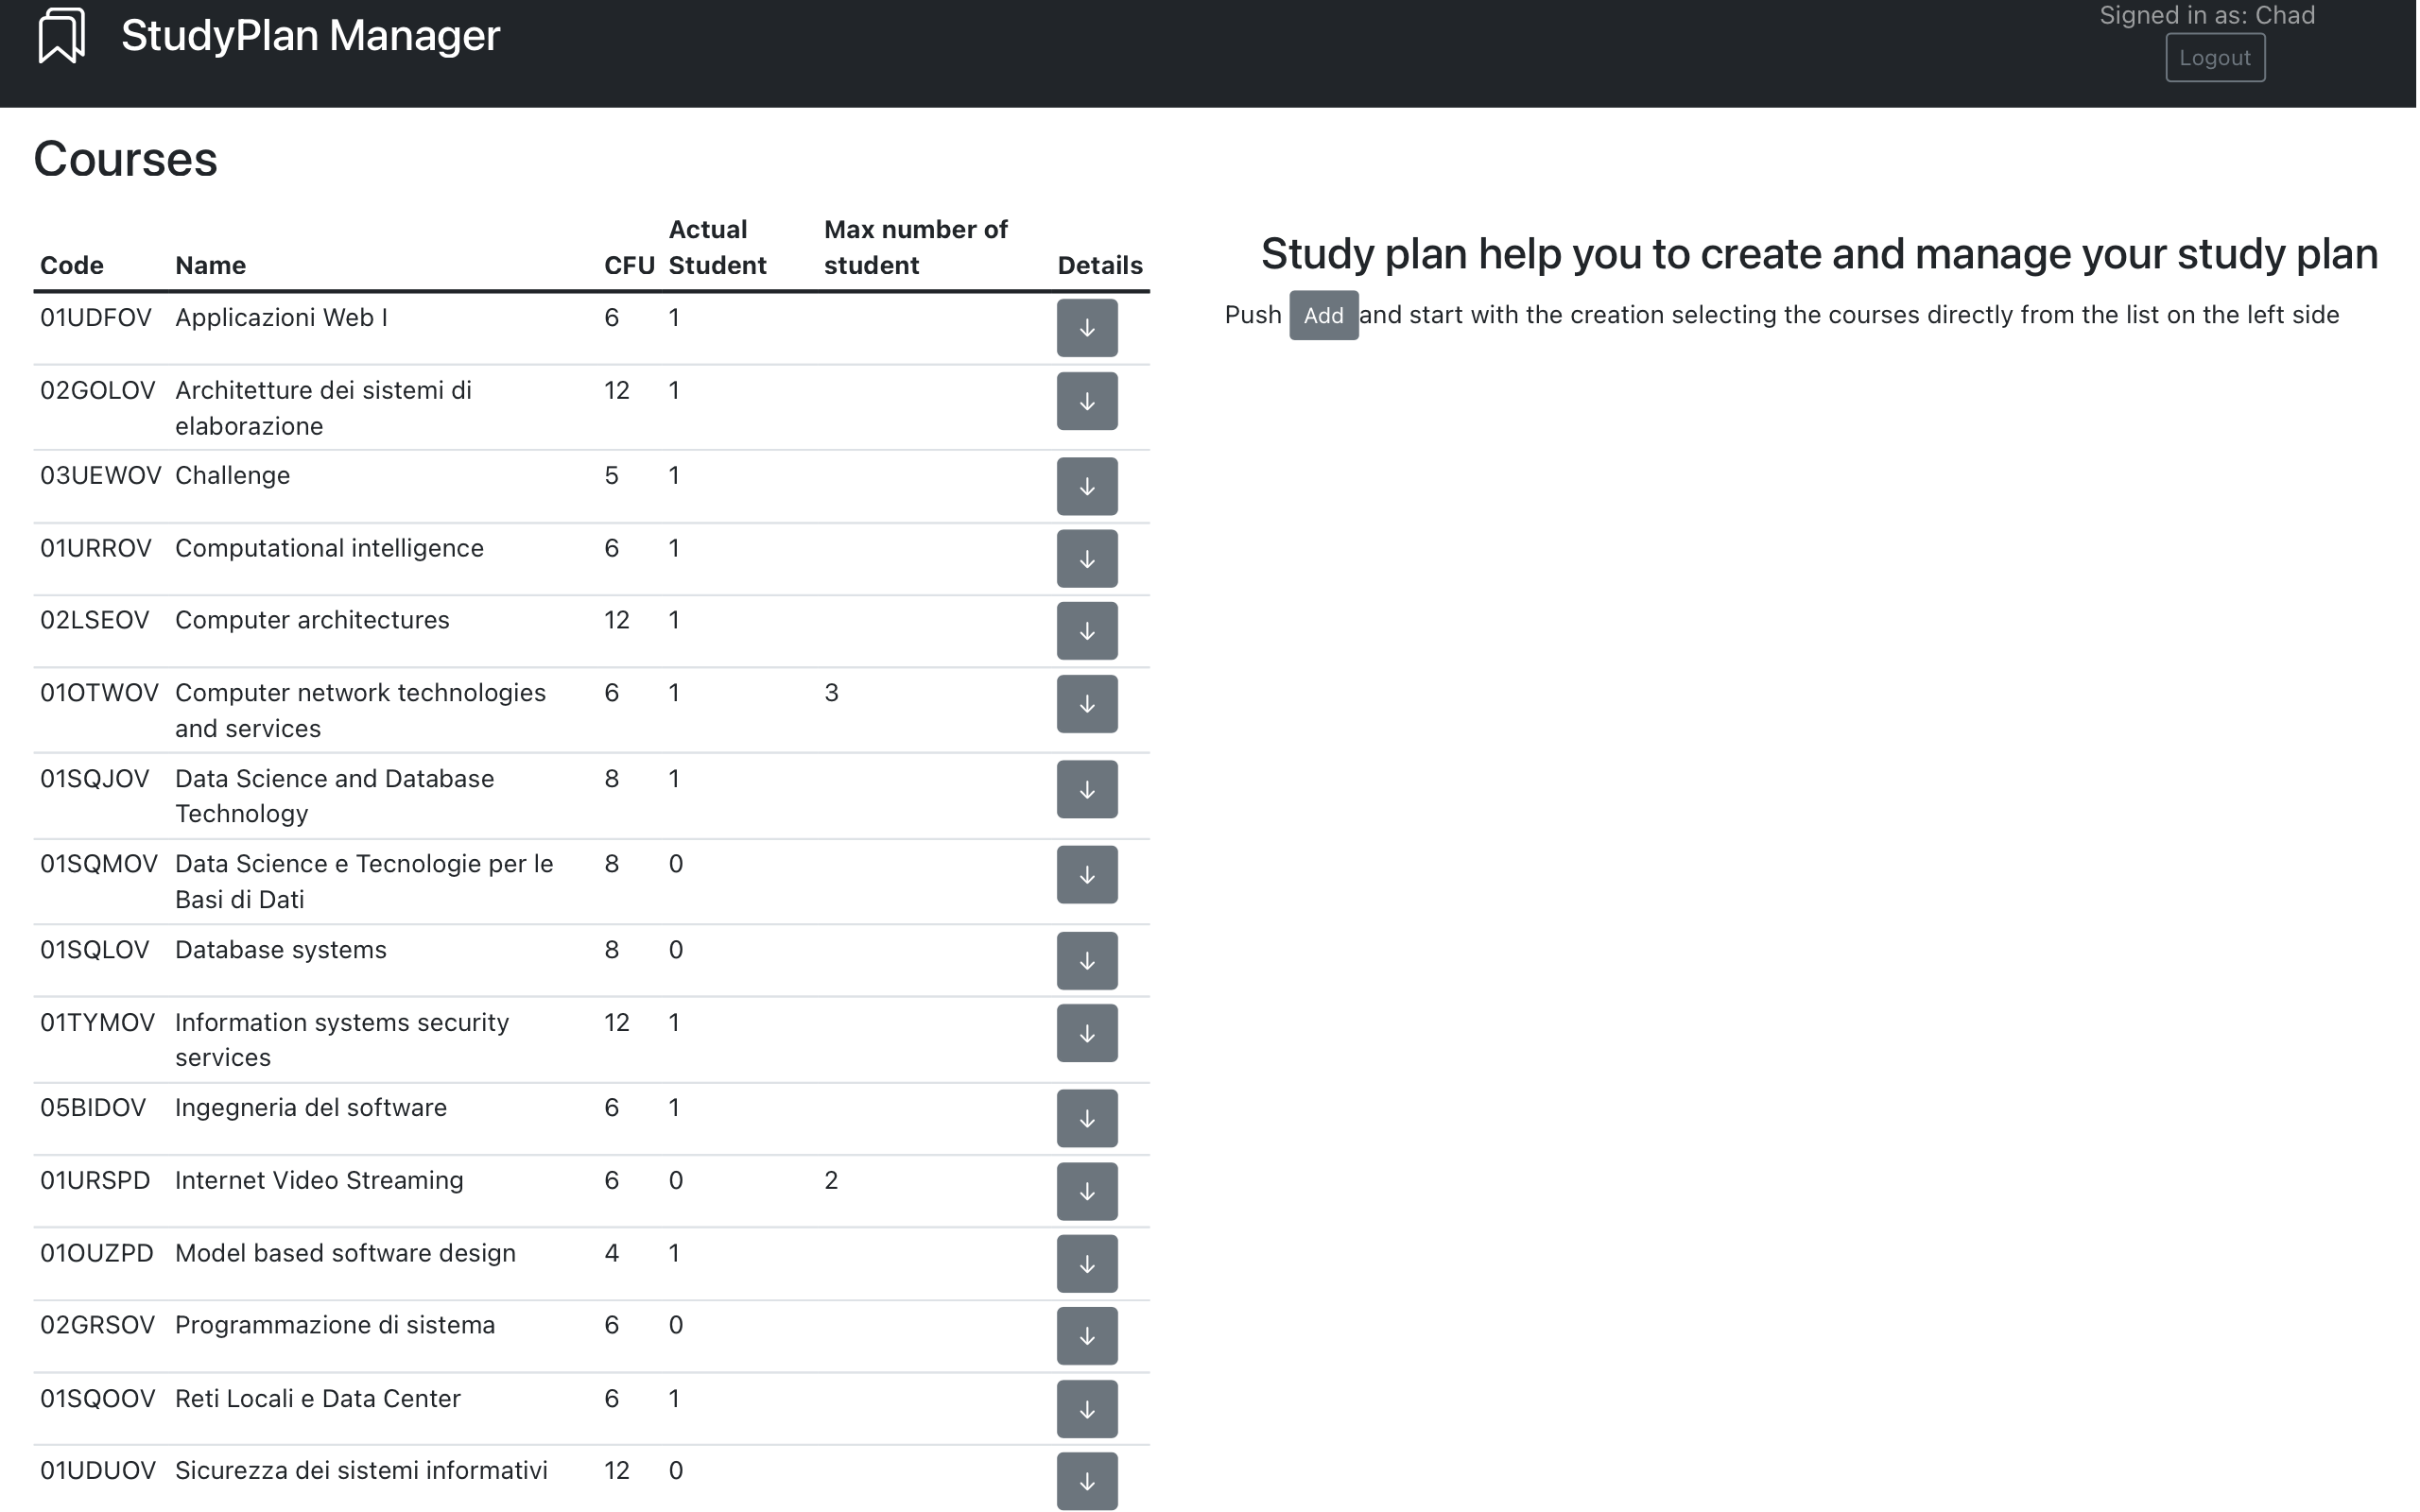 StudyPlan Manager
Signed in as: Chad
Logout
Courses
Code Name CFU Actual Student Max number of student Details
01UDFOV Applicazioni Web I 6 1
02GOLOV Architetture dei sistemi di elaborazione 12 1
03UEWOV Challenge 5 1
01URROV Computational intelligence 6 1
02LSEOV Computer architectures 12 1
01OTWOV Computer network technologies and services 6 1 3
01SQJOV Data Science and Database Technology 8 1
01SQMOV Data Science e Tecnologie per le Basi di Dati 8 0
01SQLOV Database systems 8 0
01TYMOV Information systems security services 12 1
05BIDOV Ingegneria del software 6 1
01URSPD Internet Video Streaming 6 0 2
01OUZPD Model based software design 4 1
02GRSOV Programmazione di sistema 6 0
01SQOOV Reti Locali e Data Center 6 1
01UDUOV Sicurezza dei sistemi informativi 12 0
Study plan help you to create and manage your study plan
Push Add and start with the creation selecting the courses directly from the list on the left side